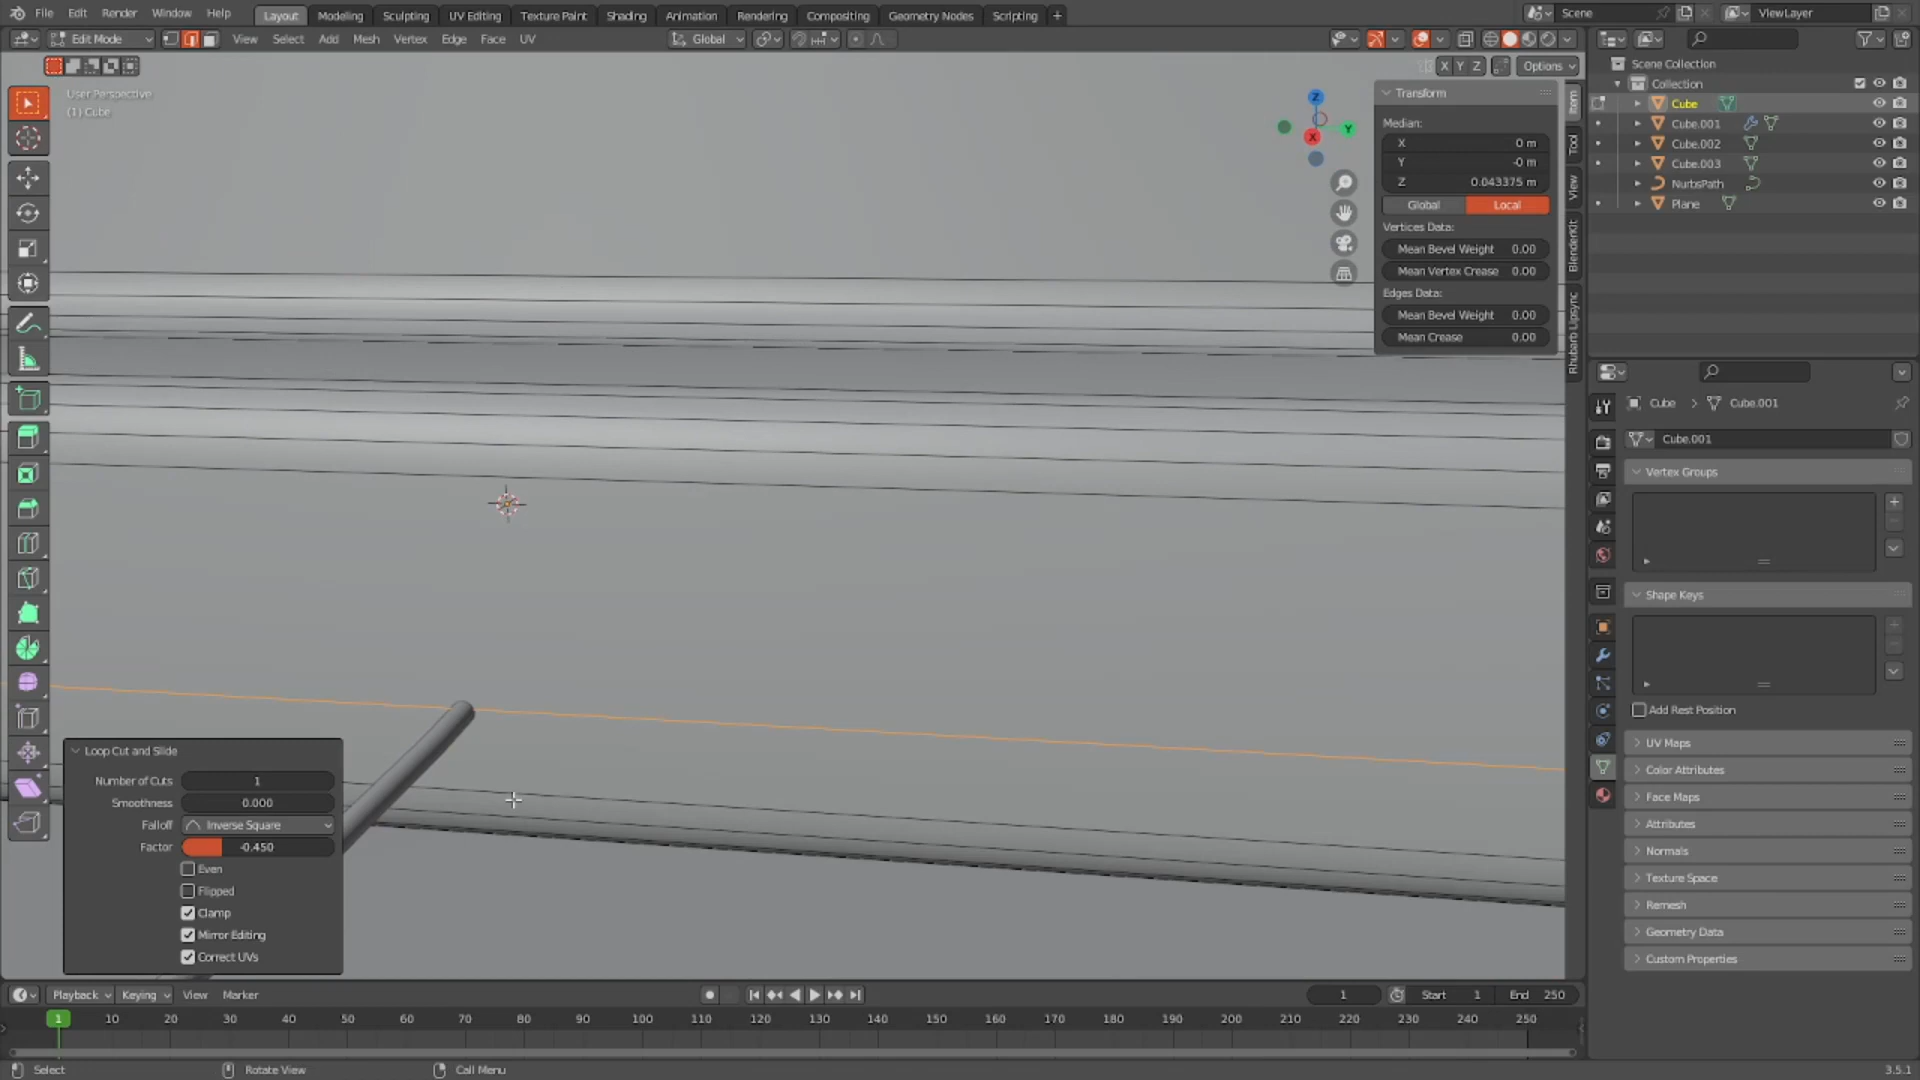 File Edit Render Window Help Layout Modeling Sculpting UV Editing Texture Paint Shading Animation Rendering Compositing Geometry Nodes Scripting + Scene ViewLayer
Edit Mode View Select Add Mesh Vertex Edge Face UV Global
X Y Z Options
User Perspective
(1) Cube
Z
Y
X
Transform
Median:
X 0 m
Y -0 m
Z 0.043375 m
Global Local
Vertices Data:
Mean Bevel Weight 0.00
Mean Vertex Crease 0.00
Edges Data:
Mean Bevel Weight 0.00
Mean Crease 0.00
Item
Tool
View
BlenderKit
Rhubarb Lipsync
Scene Collection
Collection
Cube
Cube.001
Cube.002
Cube.003
NurbsPath
Plane
Cube > Cube.001
Cube.001
Vertex Groups
Shape Keys
Add Rest Position
UV Maps
Color Attributes
Face Maps
Attributes
Normals
Texture Space
Remesh
Geometry Data
Custom Properties
Loop Cut and Slide
Number of Cuts 1
Smoothness 0.000
Falloff Inverse Square
Factor -0.450
Even
Flipped
Clamp
Mirror Editing
Correct UVs
Playback Keying View Marker 1 Start 1 End 250
1 10 20 30 40 50 60 70 80 90 100 110 120 130 140 150 160 170 180 190 200 210 220 230 240 250
Select Rotate View Call Menu 3.5.1